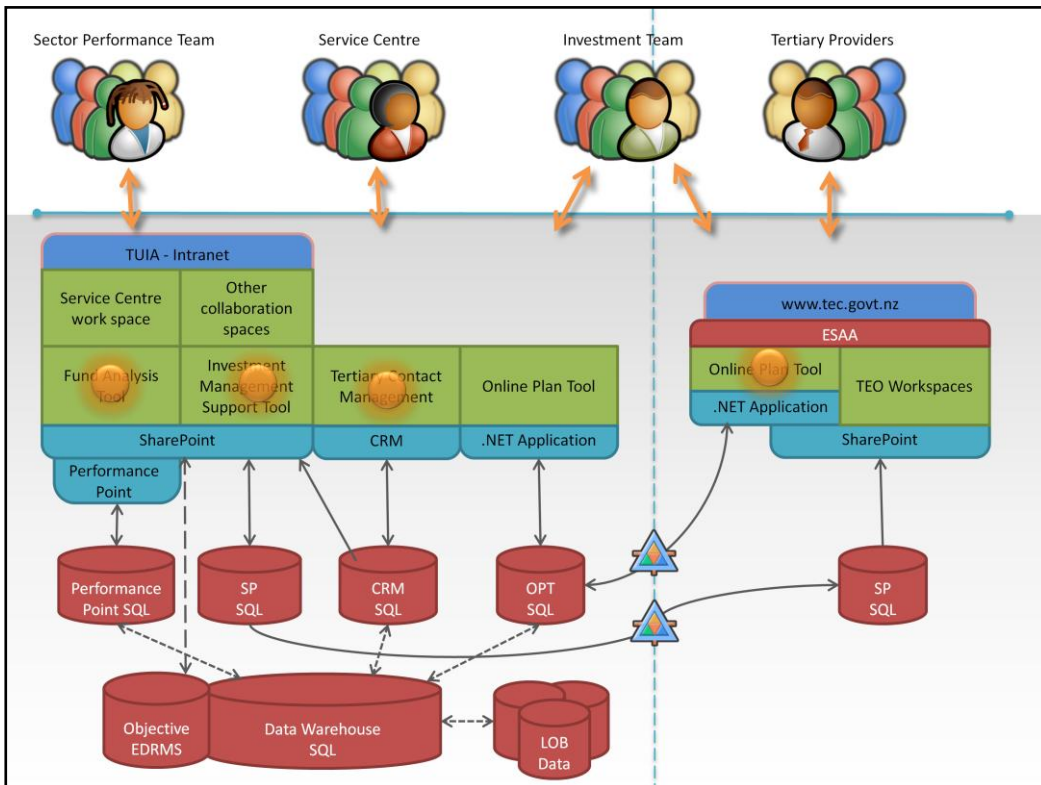 Sector Performance Team
Service Centre
Investment Team
Tertiary Providers
TUIA - Intranet
Service Centre
work space
Other
collaboration
spaces
Fund Analysis
Tool
Investment
Management
Support Tool
Tertiary Contact
Management
Online Plan Tool
SharePoint
CRM
.NET Application
Performance
Point
www.tec.govt.nz
ESAA
Online Plan Tool
.NET Application
TEO Workspaces
SharePoint
Performance
Point SQL
SP
SQL
CRM
SQL
OPT
SQL
SP
SQL
Objective
EDRMS
Data Warehouse
SQL
LOB
Data